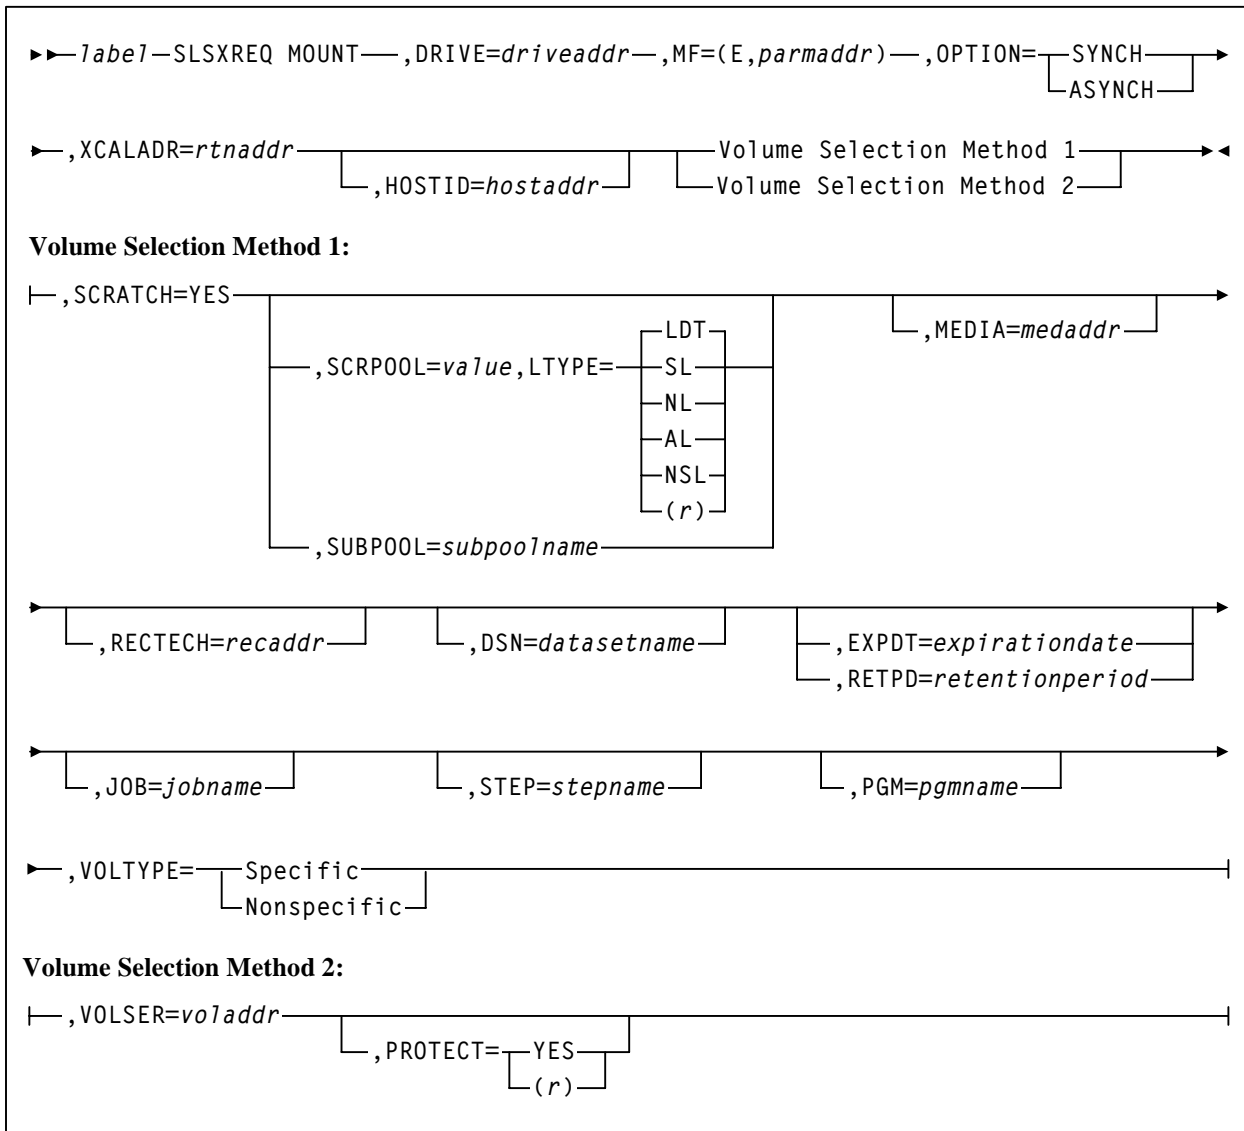 label SLSXREQ MOUNT ,DRIVE=driveaddr ,MF=(E,parmaddr) ,OPTION= SYNCH
ASYNCH
,XCALADR=rtnaddr Volume Selection Method 1
,HOSTID=hostaddr Volume Selection Method 2
Volume Selection Method 1:
,SCRATCH=YES
,MEDIA=medaddr
LDT
,SCRPOOL=value,LTYPE= SL
NL
AL
NSL
(r)
,SUBPOOL=subpoolname
,RECTECH=recaddr ,DSN=datasetname ,EXPDT=expirationdate
,RETPD=retentionperiod
,JOB=jobname ,STEP=stepname ,PGM=pgmname
,VOLTYPE= Specific
Nonspecific
Volume Selection Method 2:
,VOLSER=voladdr
,PROTECT= YES
(r)